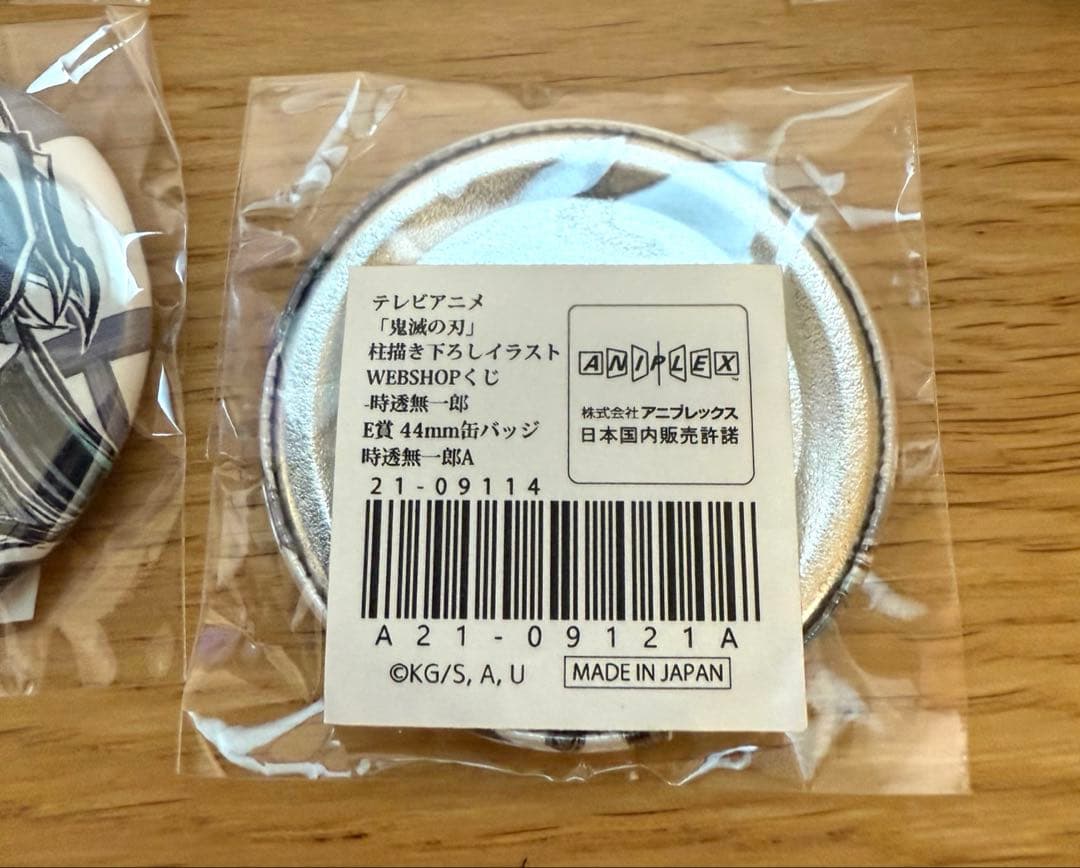 テレビアニメ
「鬼滅の刃」
柱描き下ろしイラスト
WEBSHOPくじ
-時透無一郎
E賞 44mm缶バッジ
時透無一郎A
21-09114
ANIPLEX™
株式会社アニプレックス
日本国内販売許諾
A21-09121A
©KG/S, A, U
MADE IN JAPAN